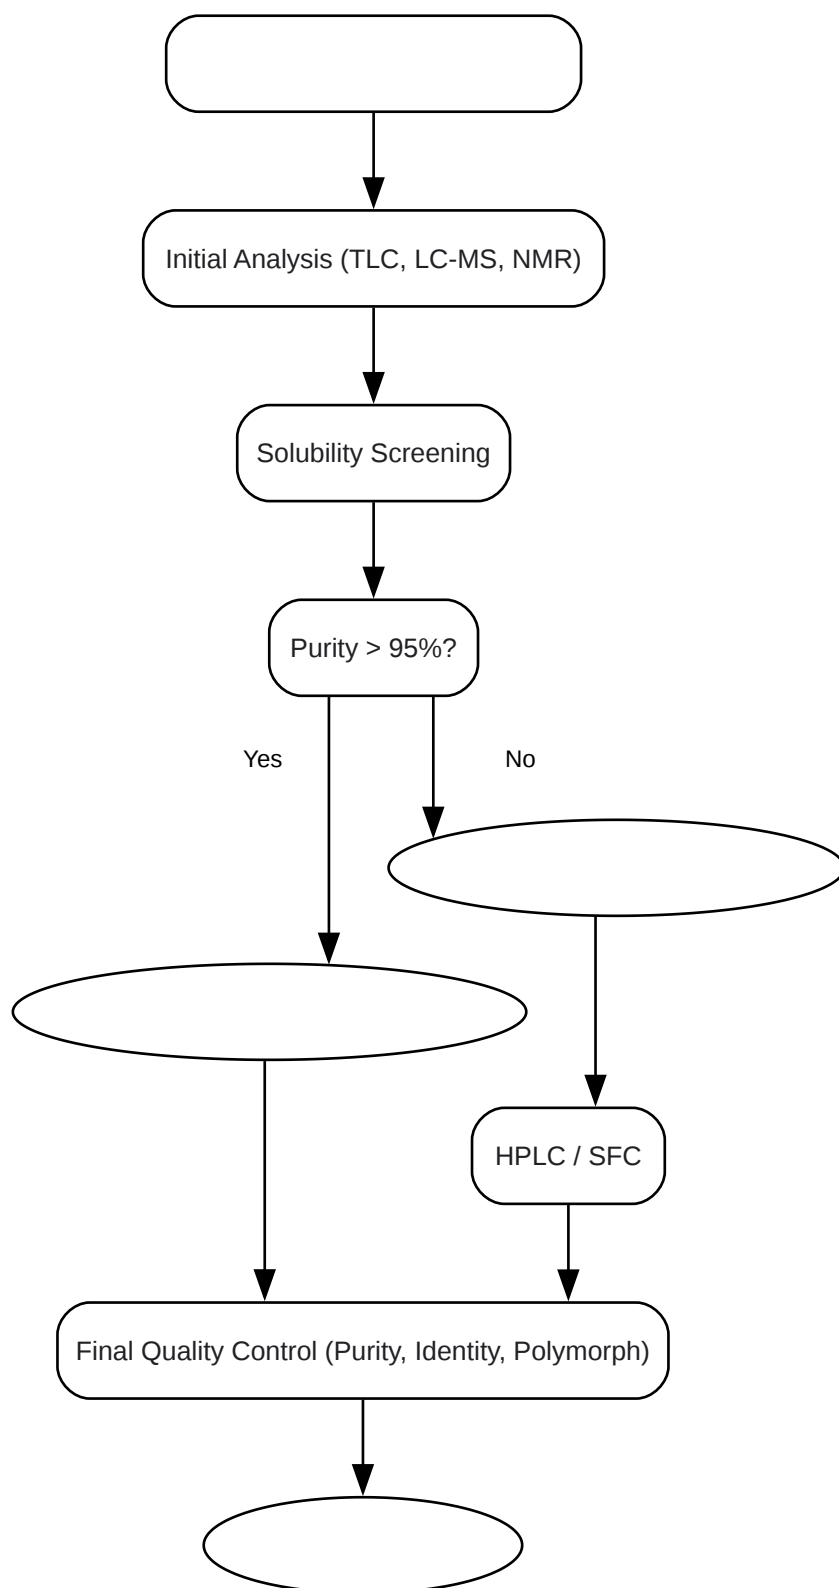 Initial Analysis (TLC, LC-MS, NMR)
Solubility Screening
Purity > 95%?
Yes
No
HPLC / SFC
Final Quality Control (Purity, Identity, Polymorph)